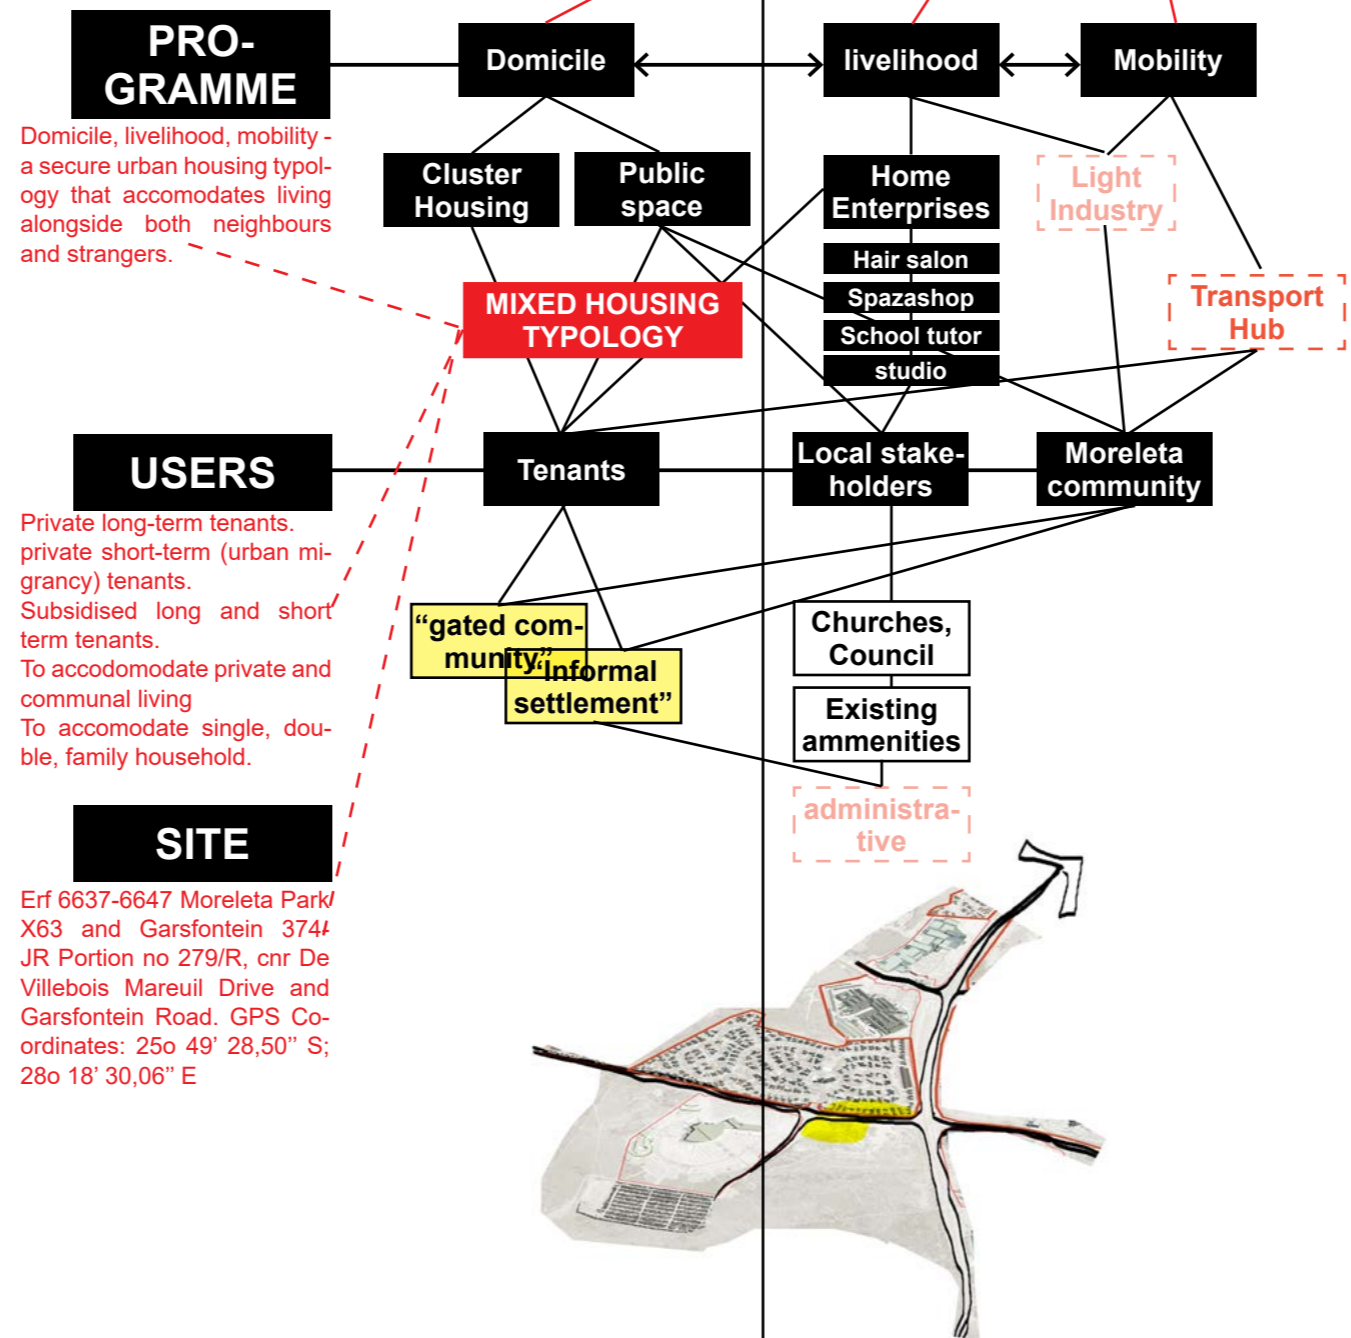 PRO-
GRAMME
Domicile
livelihood
Mobility
Domicile, livelihood, mobility -
a secure urban housing typol-
ogy that accomodates living
alongside both neighbours
and strangers.
Cluster
Housing
Public
space
Home
Enterprises
Light
Industry
Hair salon
Spazashop
School tutor
studio
Transport
Hub
MIXED HOUSING
TYPOLOGY
USERS
Tenants
Local stake-
holders
Moreleta
community
Private long-term tenants.
private short-term (urban mi-
grancy) tenants.
Subsidised long and short
term tenants.
To accodomodate private and
communal living
To accomodate single, dou-
ble, family household.
“gated com-
munity”
“Informal
settlement”
Churches,
Council
Existing
ammenities
administra-
tive
SITE
Erf 6637-6647 Moreleta Park
X63 and Garsfontein 374-
JR Portion no 279/R, cnr De
Villebois Mareuil Drive and
Garsfontein Road. GPS Co-
ordinates: 25o 49’ 28,50’’ S;
28o 18’ 30,06’’ E